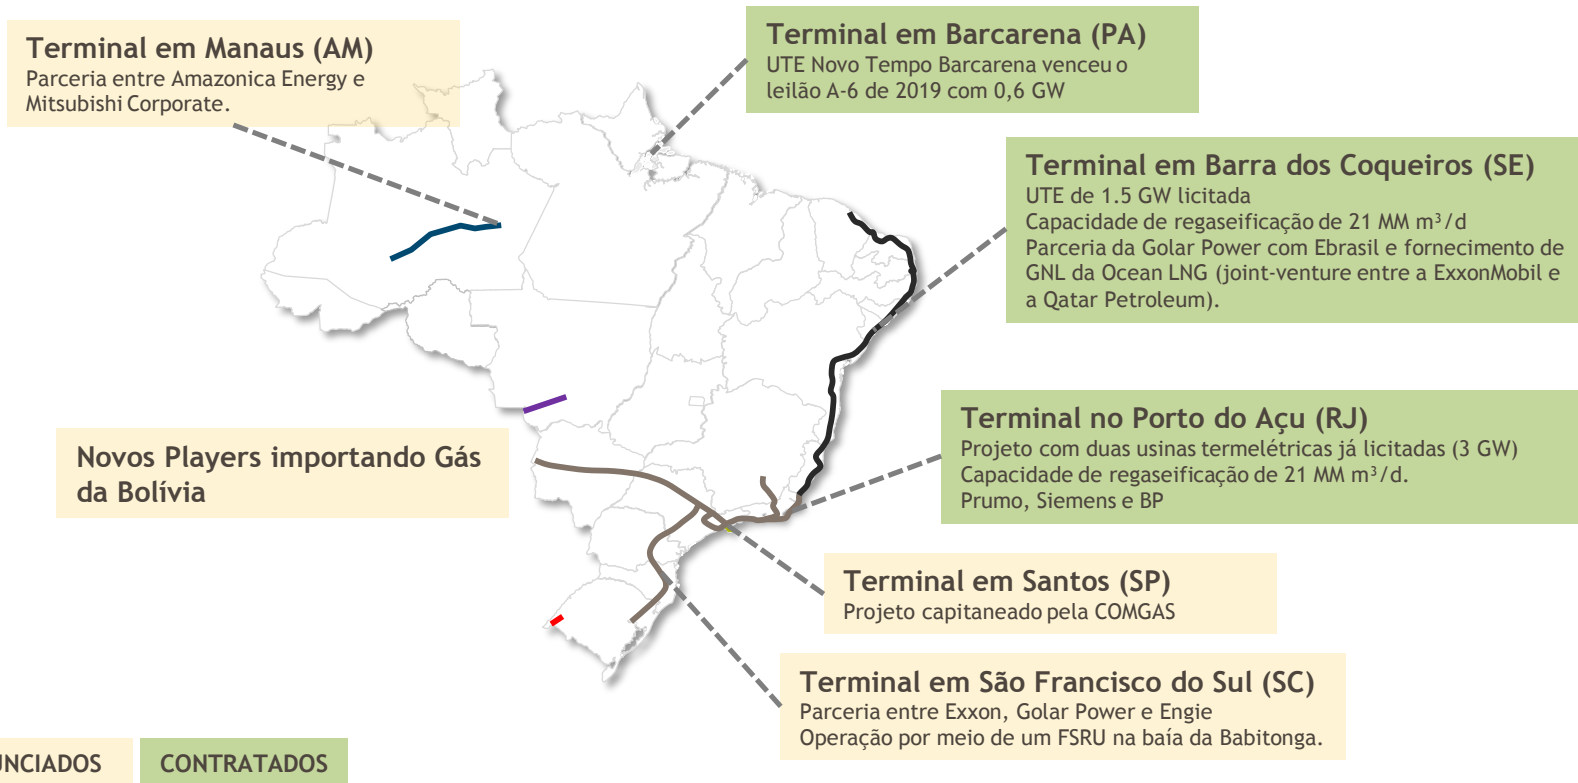 Terminal em Manaus (AM)
Parceria entre Amazonica Energy e
Mitsubishi Corporate.
Terminal em Barcarena (PA)
UTE Novo Tempo Barcarena venceu o
leilão A-6 de 2019 com 0,6 GW
Terminal em Barra dos Coqueiros (SE)
UTE de 1.5 GW licitada
Capacidade de regaseificação de 21 MM m³/d
Parceria da Golar Power com Ebrasil e fornecimento de
GNL da Ocean LNG (joint-venture entre a ExxonMobil e
a Qatar Petroleum).
Novos Players importando Gás
da Bolívia
Terminal no Porto do Açu (RJ)
Projeto com duas usinas termelétricas já licitadas (3 GW)
Capacidade de regaseificação de 21 MM m³/d.
Prumo, Siemens e BP
Terminal em Santos (SP)
Projeto capitaneado pela COMGAS
Terminal em São Francisco do Sul (SC)
Parceria entre Exxon, Golar Power e Engie
Operação por meio de um FSRU na baía da Babitonga.
UNCIADOS
CONTRATADOS